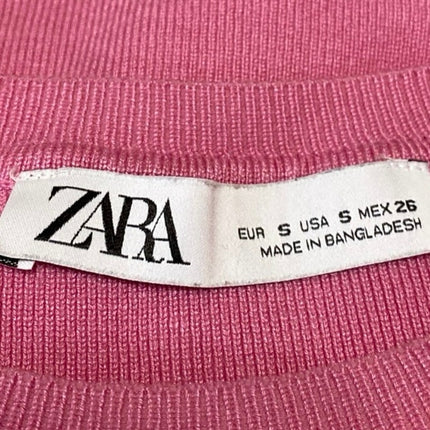 ZARA
EUR S USA S MEX 26
MADE IN BANGLADESH